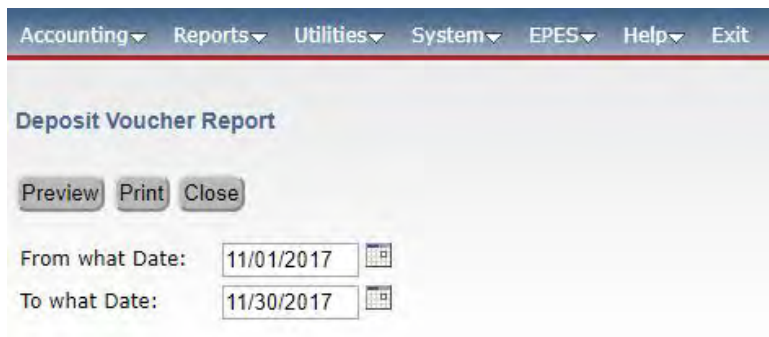 Accounting Reports Utilities System EPES Help Exit
Deposit Voucher Report
Preview Print Close
From what Date: 11/01/2017
To what Date: 11/30/2017